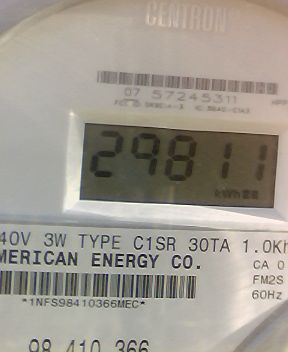 CENTRON
07 57245311
29811
kWh
40V 3W TYPE C1SR 30TA 1.0Kh
MERICAN ENERGY CO.
CA 0
FM2S
60Hz
*1NFS98410366MEC*
98 410 366